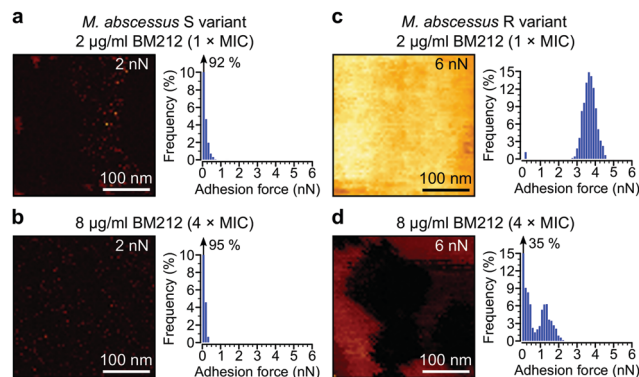 a
M. abscessus S variant
2 µg/ml BM212 (1 × MIC)
2 nN
100 nm
92 %
Frequency (%)
10
8
6
4
2
0
0 1 2 3 4 5 6
Adhesion force (nN)
c
M. abscessus R variant
2 µg/ml BM212 (1 × MIC)
6 nN
100 nm
Frequency (%)
15
12
9
6
3
0
0 1 2 3 4 5 6
Adhesion force (nN)
b
8 µg/ml BM212 (4 × MIC)
2 nN
100 nm
95 %
Frequency (%)
10
8
6
4
2
0
0 1 2 3 4 5 6
Adhesion force (nN)
d
8 µg/ml BM212 (4 × MIC)
6 nN
100 nm
35 %
Frequency (%)
15
12
9
6
3
0
0 1 2 3 4 5 6
Adhesion force (nN)